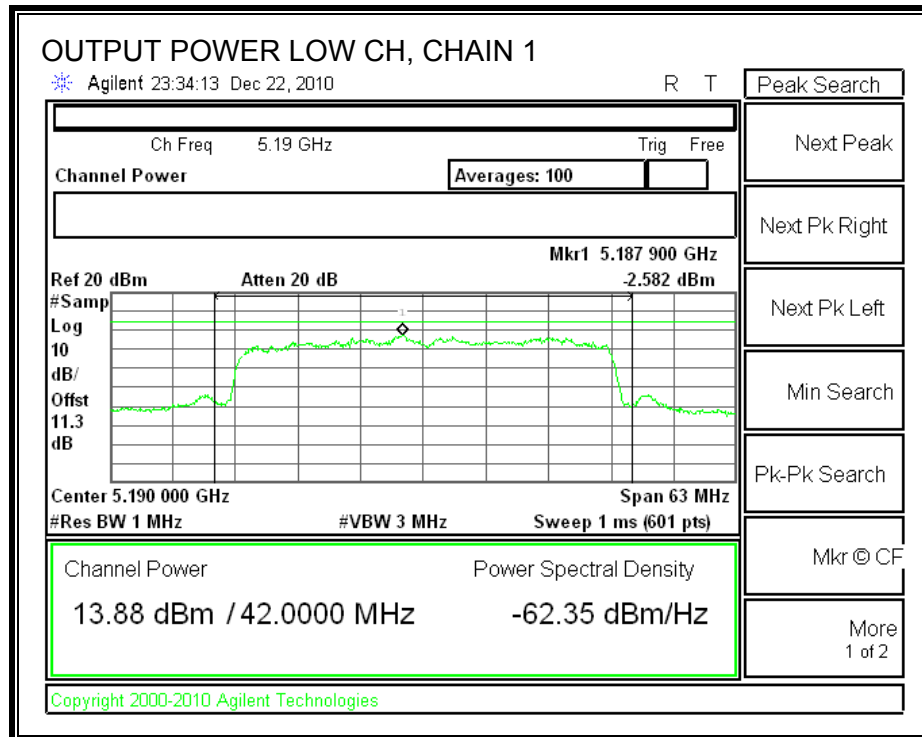 OUTPUT POWER LOW CH, CHAIN 1
Agilent 23:34:13 Dec 22, 2010 R T
Peak Search
Ch Freq 5.19 GHz Trig Free
Next Peak
Channel Power Averages: 100
Next Pk Right
Mkr1 5.187 900 GHz
Ref 20 dBm Atten 20 dB -2.582 dBm
#Samp
Log
10
dB/
Offst
11.3
dB
1
Next Pk Left
Min Search
Pk-Pk Search
Center 5.190 000 GHz Span 63 MHz
#Res BW 1 MHz #VBW 3 MHz Sweep 1 ms (601 pts)
Mkr © CF
Channel Power Power Spectral Density
13.88 dBm / 42.0000 MHz -62.35 dBm/Hz
More
1 of 2
Copyright 2000-2010 Agilent Technologies